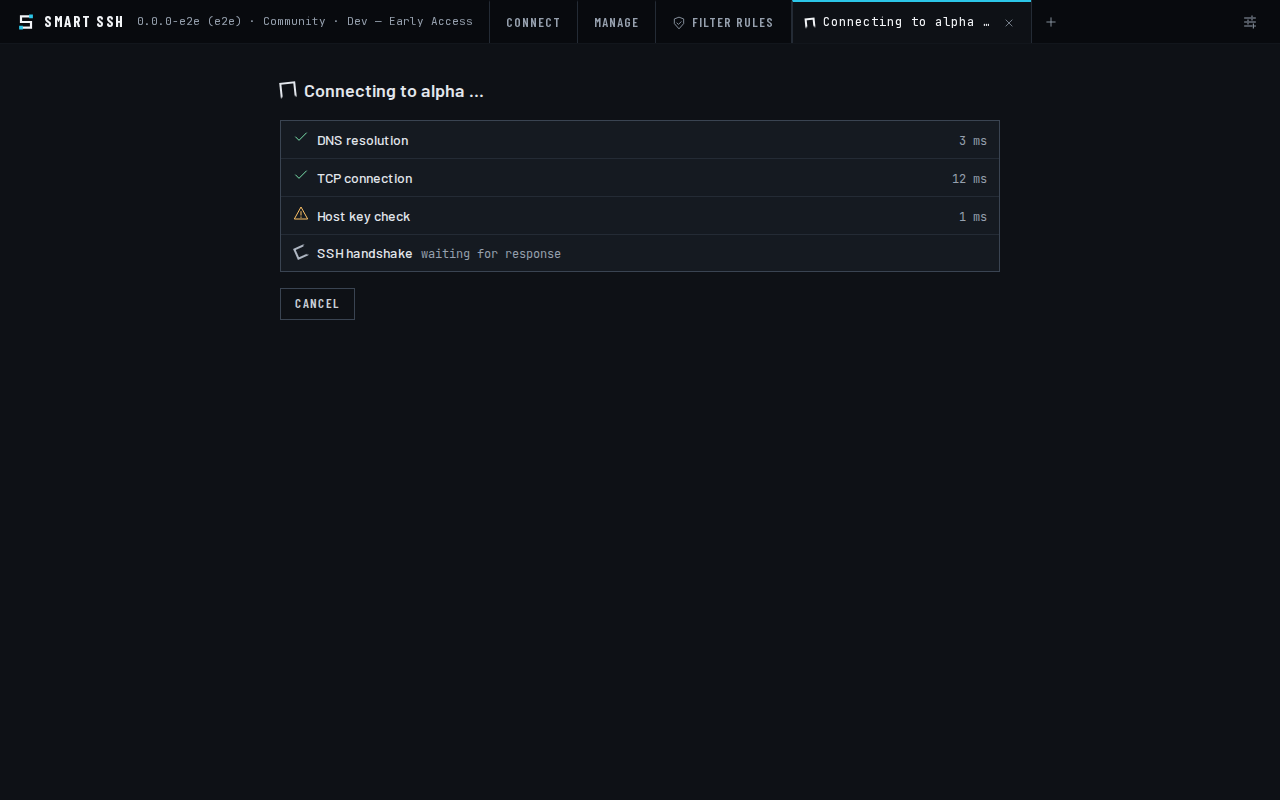 SMART SSH 0.0.0-e2e (e2e) · Community · Dev — Early Access CONNECT MANAGE FILTER RULES Connecting to alpha …
Connecting to alpha …
DNS resolution 3 ms
TCP connection 12 ms
Host key check 1 ms
SSH handshake waiting for response
CANCEL